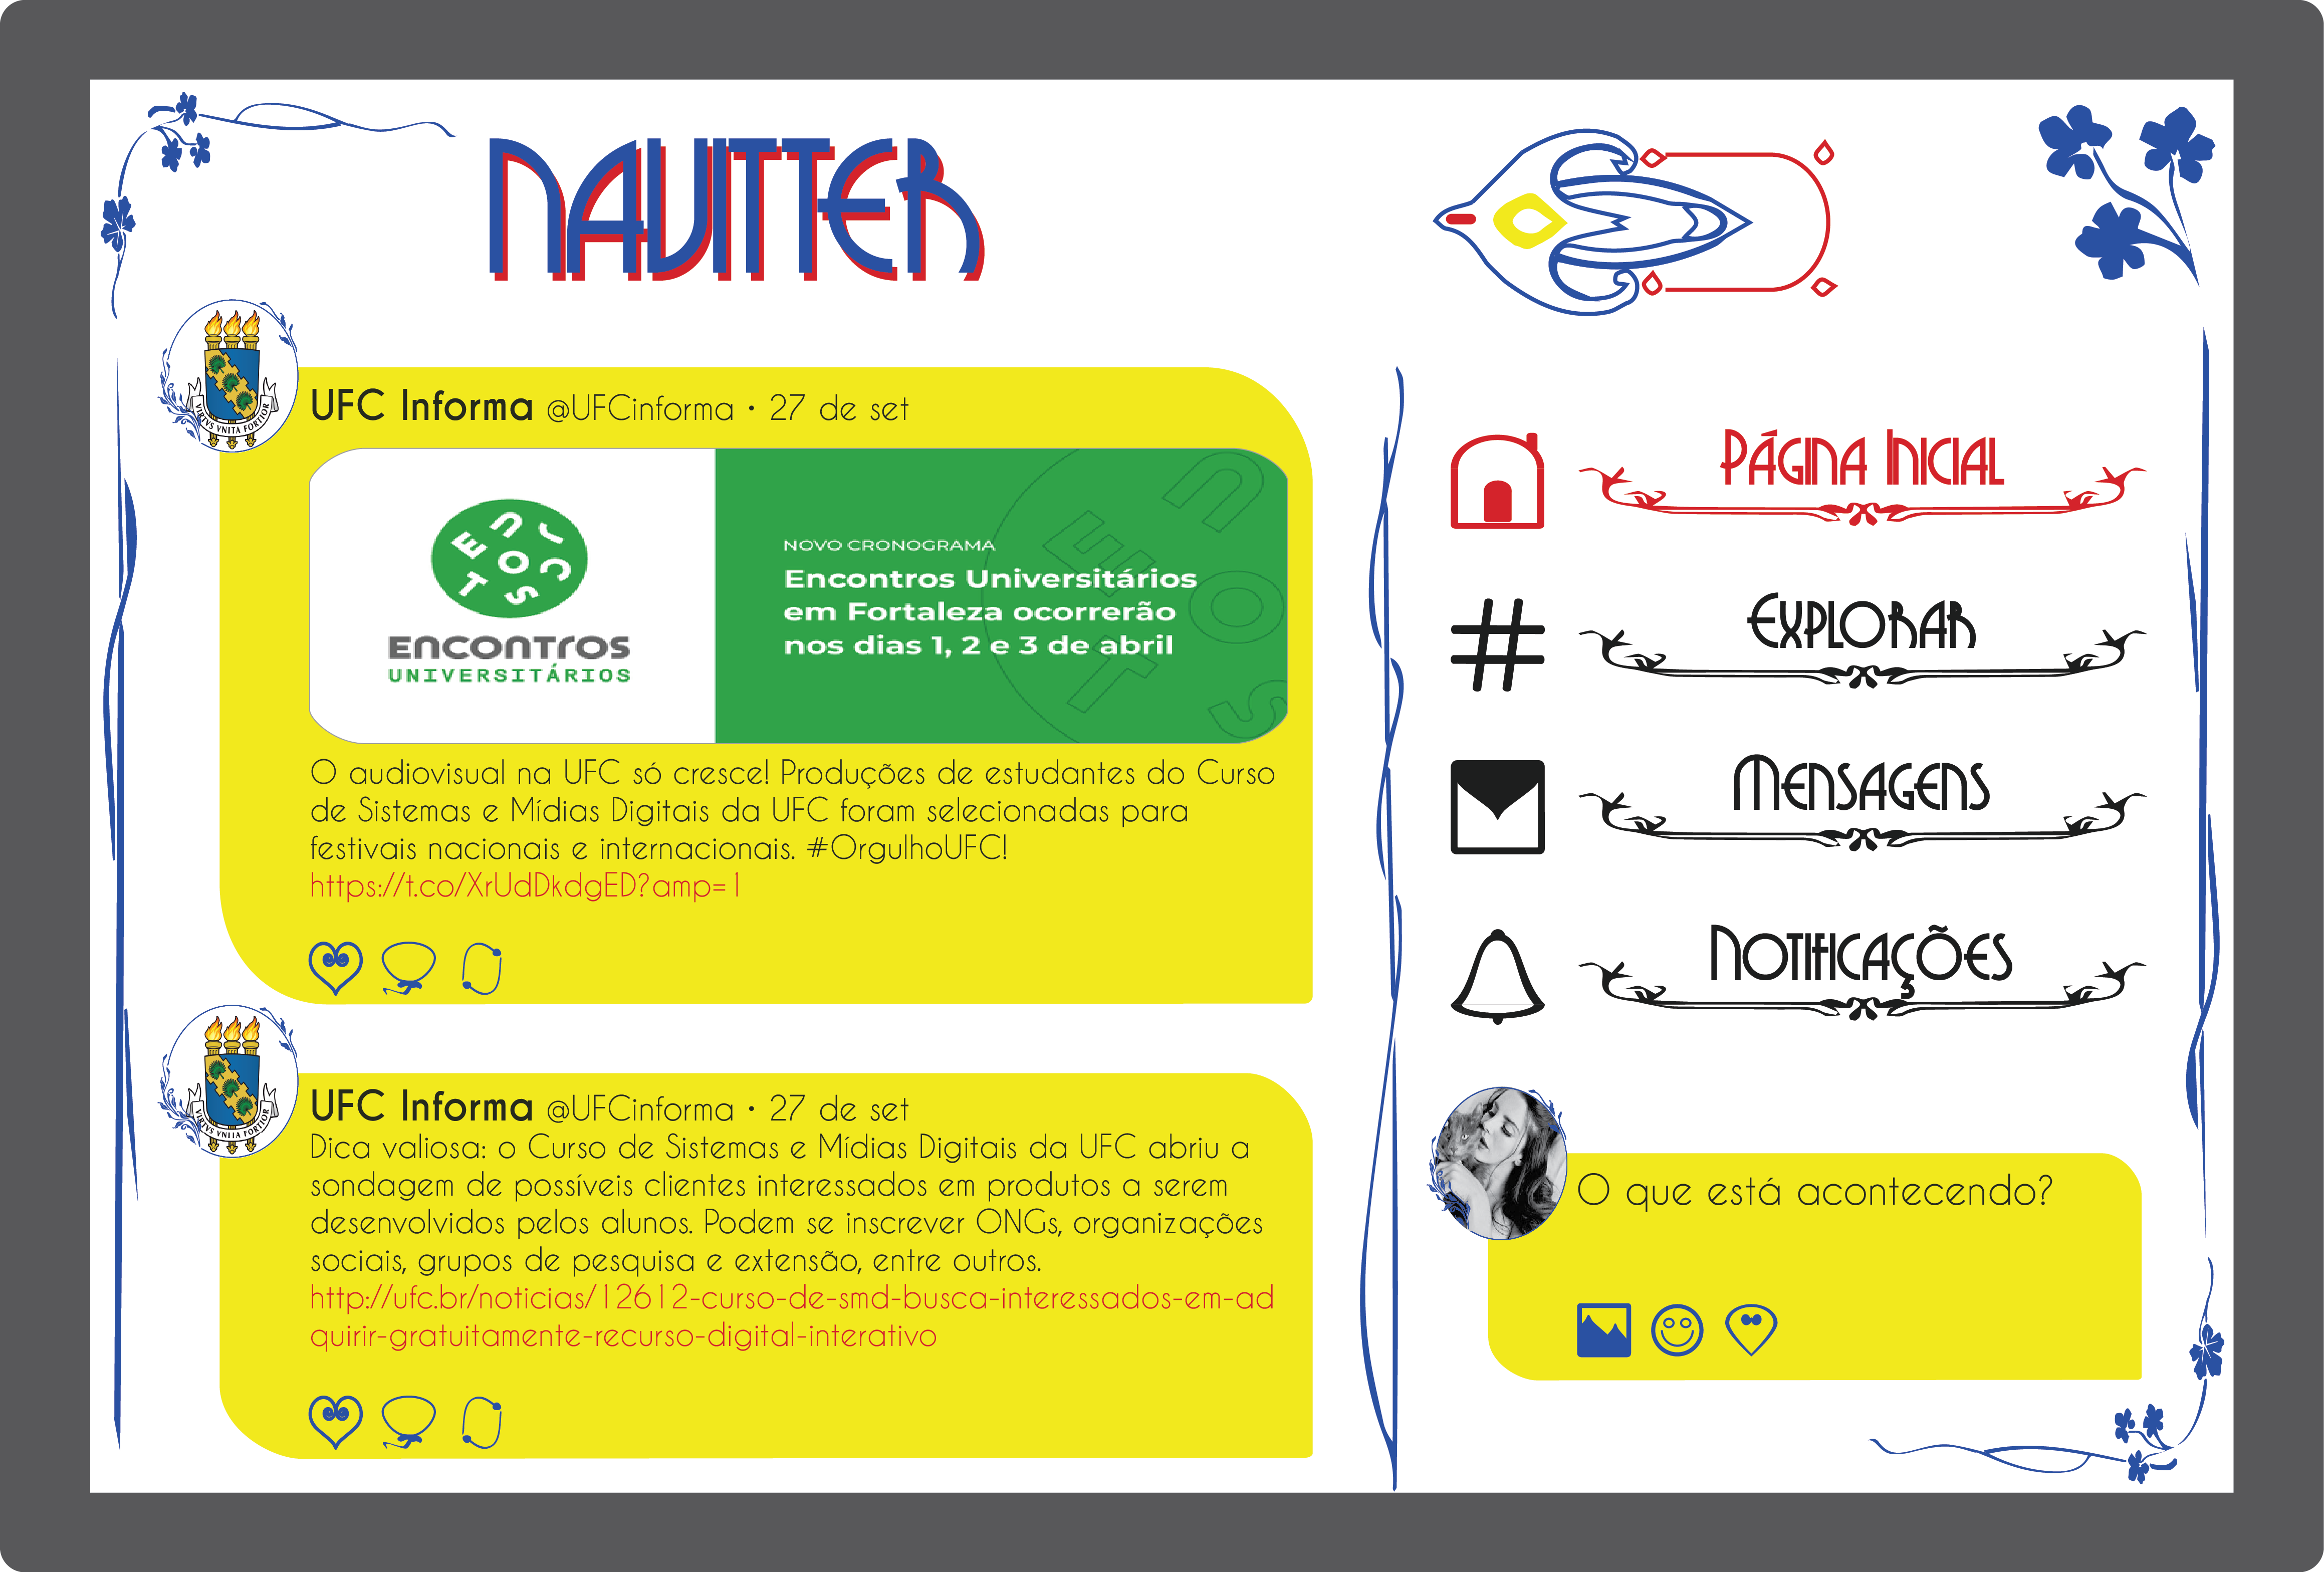 NAVITTER
UFC Informa @UFCinforma • 27 de set
ENCONTROS
UNIVERSITÁRIOS
NOVO CRONOGRAMA
Encontros Universitários
em Fortaleza ocorrerão
nos dias 1, 2 e 3 de abril
O audiovisual na UFC só cresce! Produções de estudantes do Curso
de Sistemas e Mídias Digitais da UFC foram selecionadas para
festivais nacionais e internacionais. #OrgulhoUFC!
https://t.co/XrUdDkdgED?amp=1
VIRTVS VNITA FORTIOR
UFC Informa @UFCinforma • 27 de set
Dica valiosa: o Curso de Sistemas e Mídias Digitais da UFC abriu a
sondagem de possíveis clientes interessados em produtos a serem
desenvolvidos pelos alunos. Podem se inscrever ONGs, organizações
sociais, grupos de pesquisa e extensão, entre outros.
http://ufc.br/noticias/12612-curso-de-smd-busca-interessados-em-ad
quirir-gratuitamente-recurso-digital-interativo
VIRTVS VNITA FORTIOR
Página Inicial
Explorar
Mensagens
Notificações
O que está acontecendo?